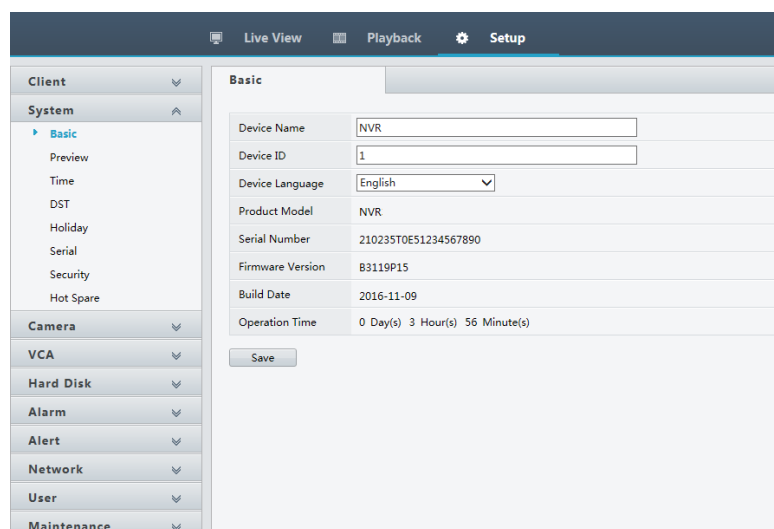 Live View Playback Setup
Client
System
Basic
Preview
Time
DST
Holiday
Serial
Security
Hot Spare
Camera
VCA
Hard Disk
Alarm
Alert
Network
User
Maintenance
Basic
Device Name NVR
Device ID 1
Device Language English
Product Model NVR
Serial Number 210235T0E51234567890
Firmware Version B3119P15
Build Date 2016-11-09
Operation Time 0 Day(s) 3 Hour(s) 56 Minute(s)
Save